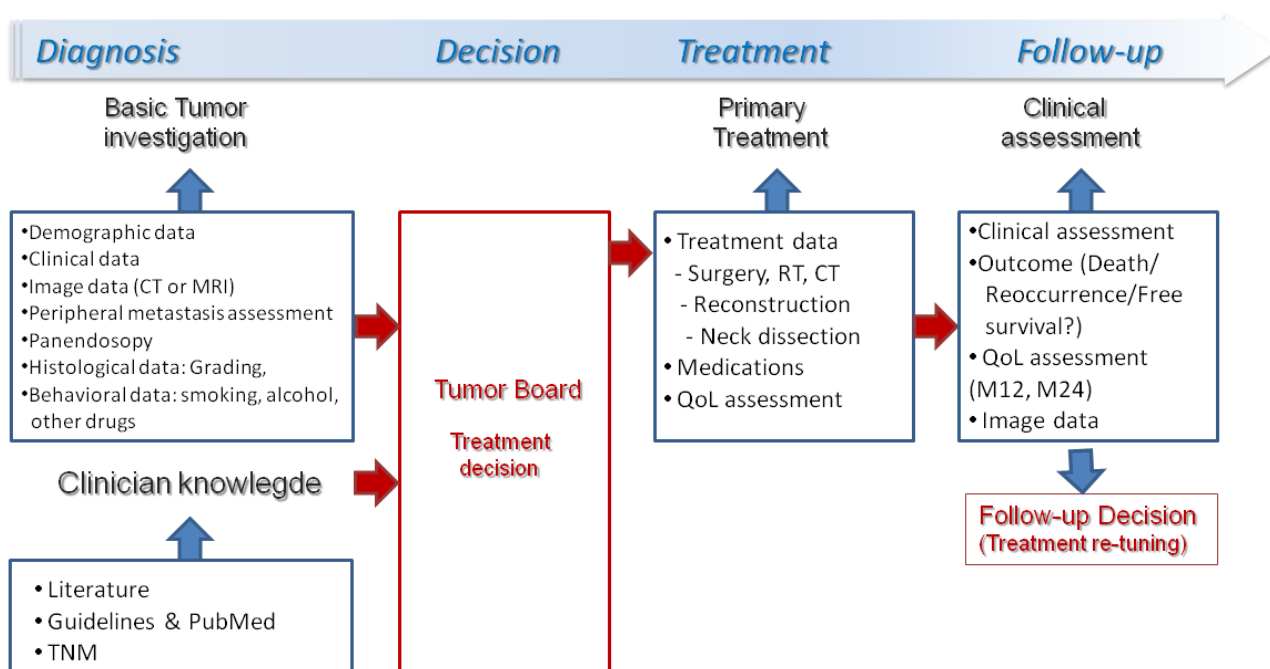 Diagnosis
Decision
Treatment
Follow-up
Basic Tumor
investigation
Primary
Treatment
Clinical
assessment
•Demographic data
•Clinical data
•Image data (CT or MRI)
•Peripheral metastasis assessment
•Panendosopy
•Histological data: Grading,
•Behavioral data: smoking, alcohol,
other drugs
Clinician knowlegde
• Literature
• Guidelines & PubMed
• TNM
Tumor Board
Treatment
decision
• Treatment data
- Surgery, RT, CT
- Reconstruction
- Neck dissection
• Medications
• QoL assessment
•Clinical assessment
•Outcome (Death/
Reoccurrence/Free
survival?)
• QoL assessment
(M12, M24)
• Image data
Follow-up Decision
(Treatment re-tuning)